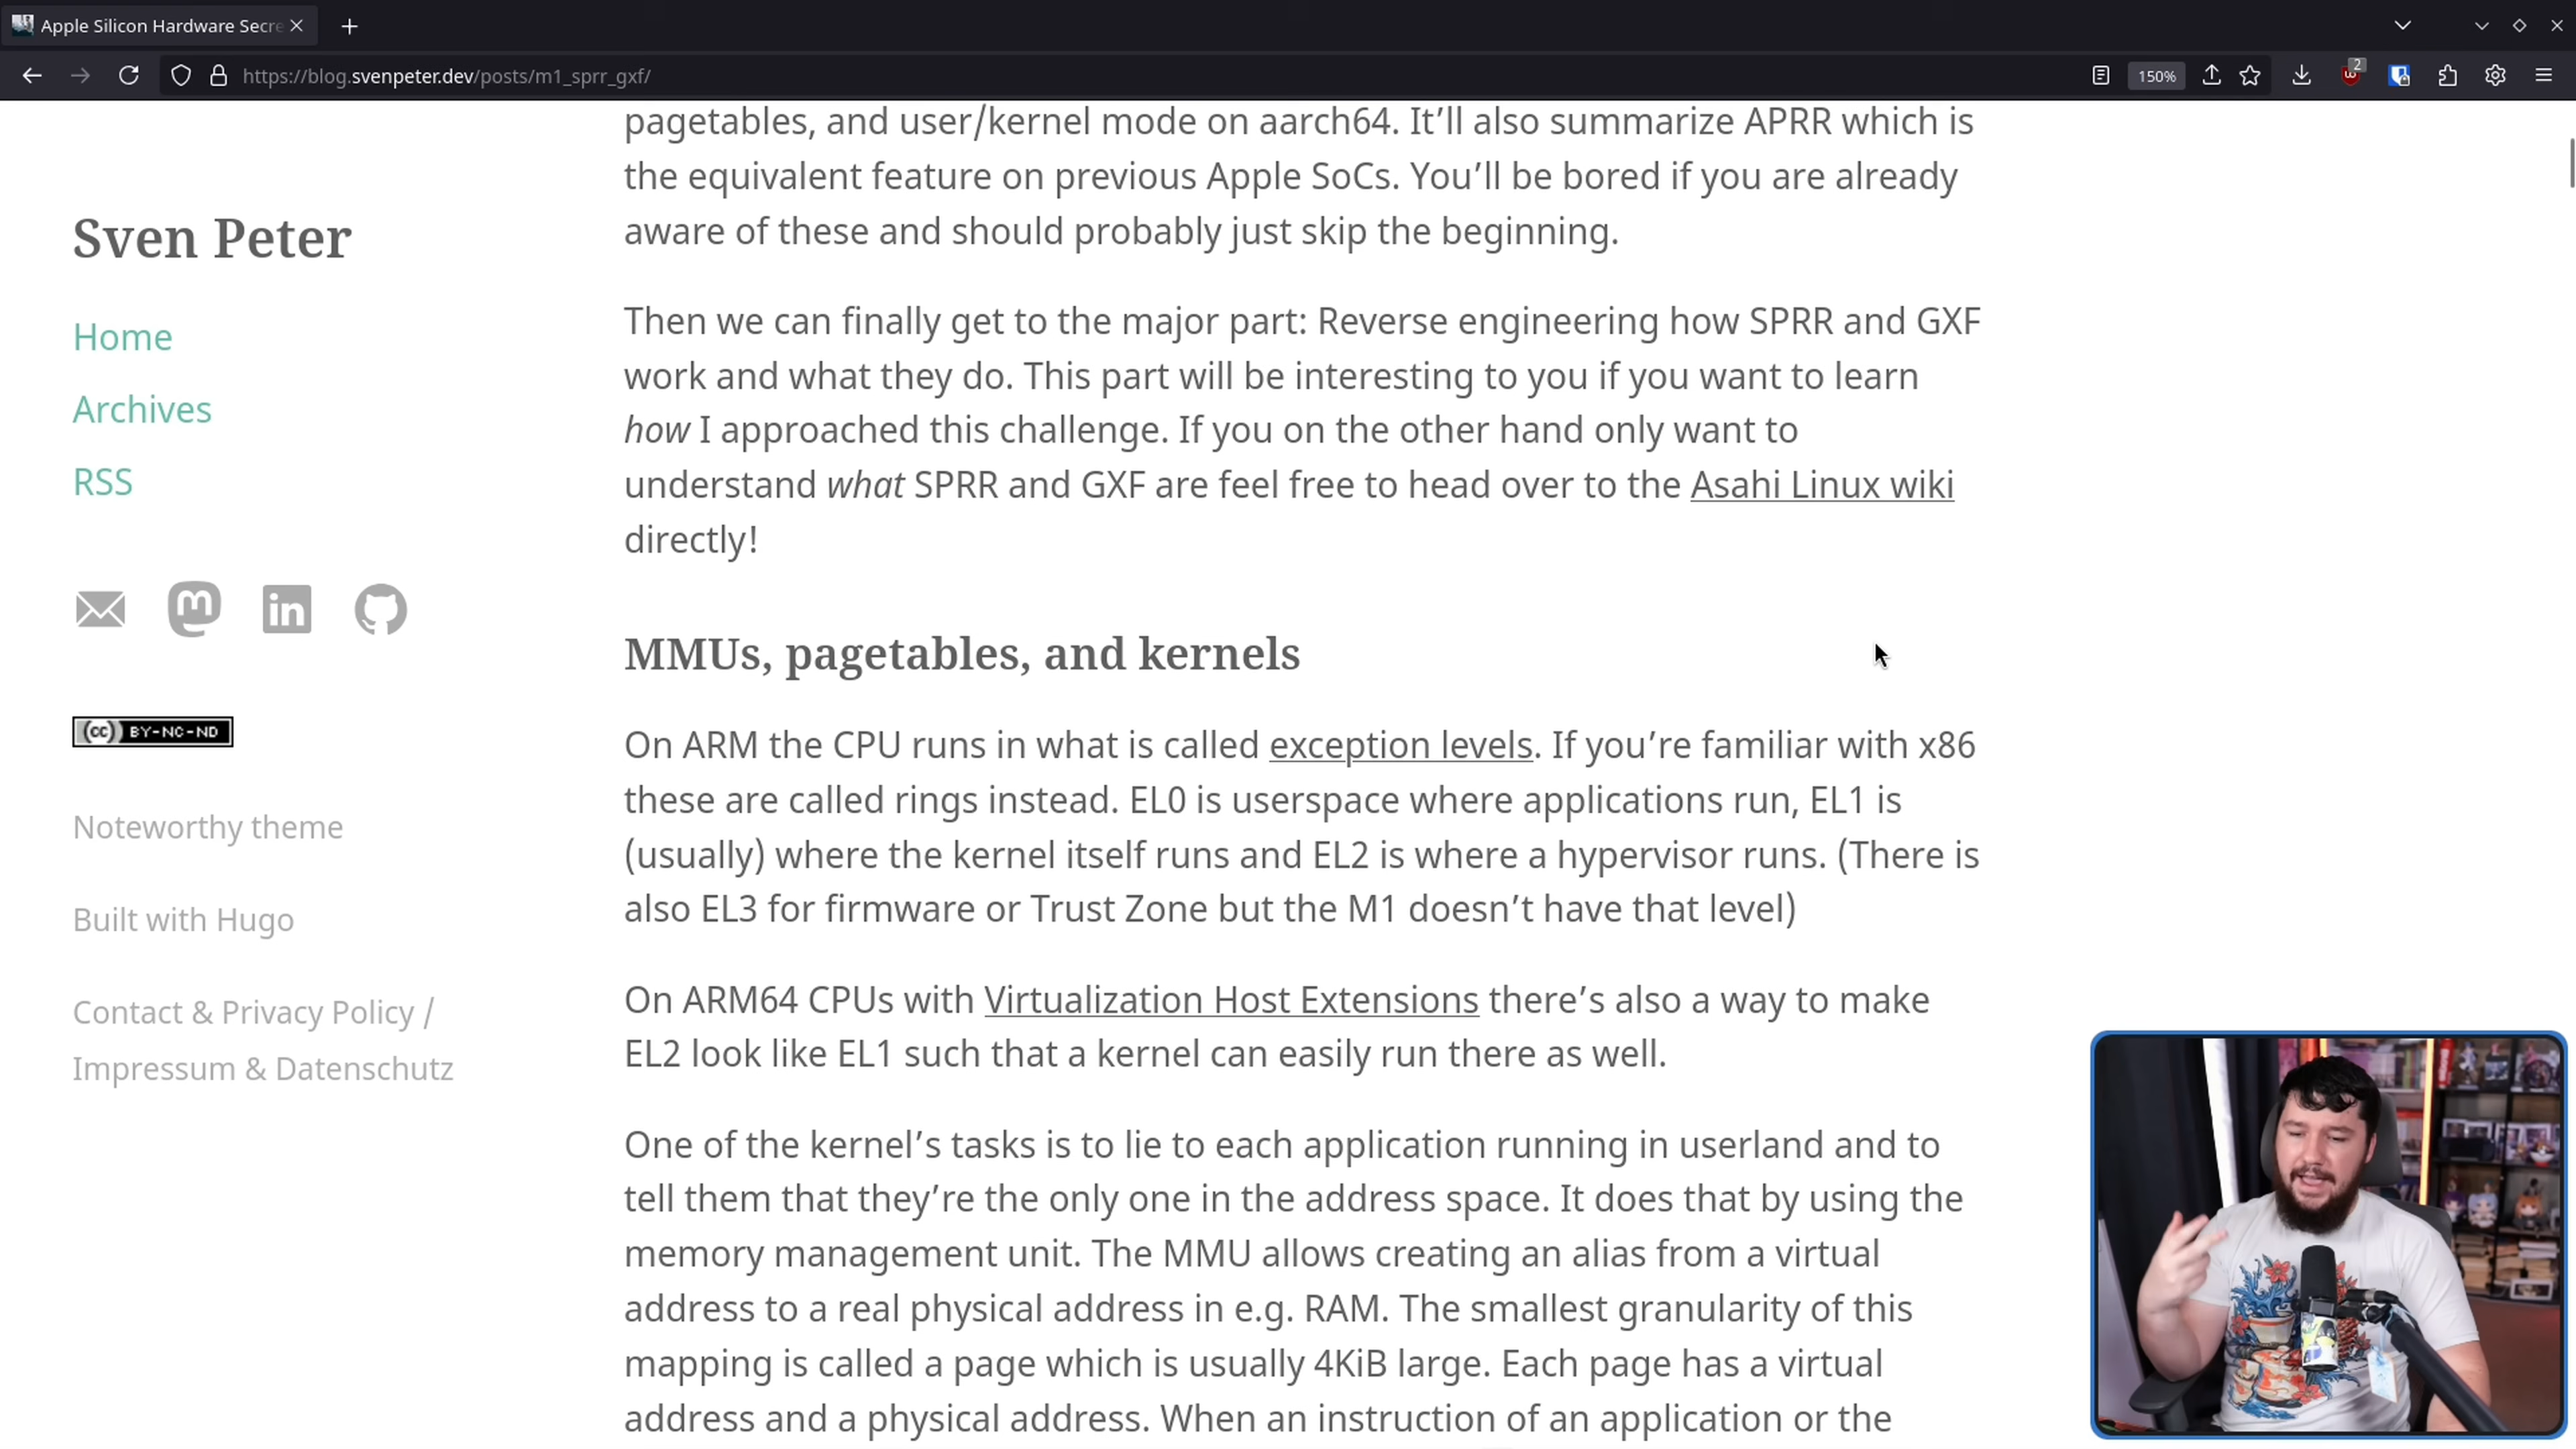 Apple Silicon Hardware Secre
https://blog.svenpeter.dev/posts/m1_sprr_gxf/
150%
2
Sven Peter
Home
Archives
RSS
in
(cc) BY-NC-ND
Noteworthy theme
Built with Hugo
Contact & Privacy Policy /
Impressum & Datenschutz
pagetables, and user/kernel mode on aarch64. It’ll also summarize APRR which is
the equivalent feature on previous Apple SoCs. You’ll be bored if you are already
aware of these and should probably just skip the beginning.
Then we can finally get to the major part: Reverse engineering how SPRR and GXF
work and what they do. This part will be interesting to you if you want to learn
how I approached this challenge. If you on the other hand only want to
understand what SPRR and GXF are feel free to head over to the Asahi Linux wiki
directly!
MMUs, pagetables, and kernels
On ARM the CPU runs in what is called exception levels. If you’re familiar with x86
these are called rings instead. EL0 is userspace where applications run, EL1 is
(usually) where the kernel itself runs and EL2 is where a hypervisor runs. (There is
also EL3 for firmware or Trust Zone but the M1 doesn’t have that level)
On ARM64 CPUs with Virtualization Host Extensions there’s also a way to make
EL2 look like EL1 such that a kernel can easily run there as well.
One of the kernel’s tasks is to lie to each application running in userland and to
tell them that they’re the only one in the address space. It does that by using the
memory management unit. The MMU allows creating an alias from a virtual
address to a real physical address in e.g. RAM. The smallest granularity of this
mapping is called a page which is usually 4KiB large. Each page has a virtual
address and a physical address. When an instruction of an application or the